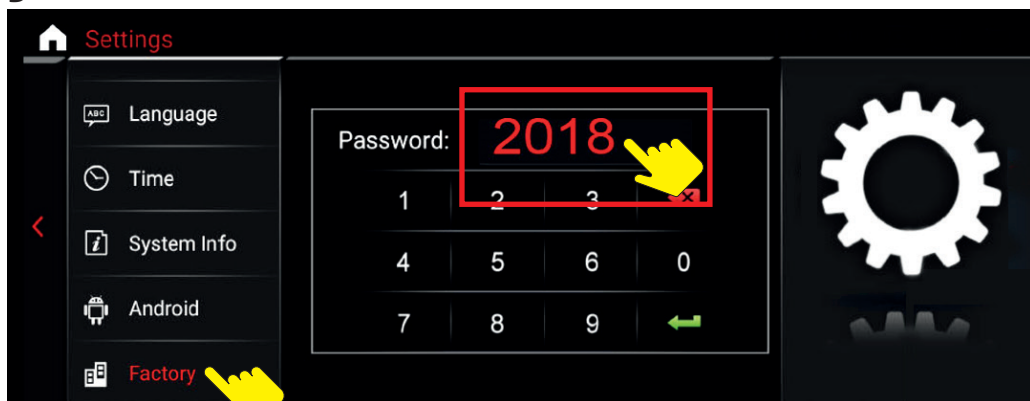 Settings
ABC Language
Time
i System Info
Android
Factory
Password: 2018
1 2 3
4 5 6 0
7 8 9